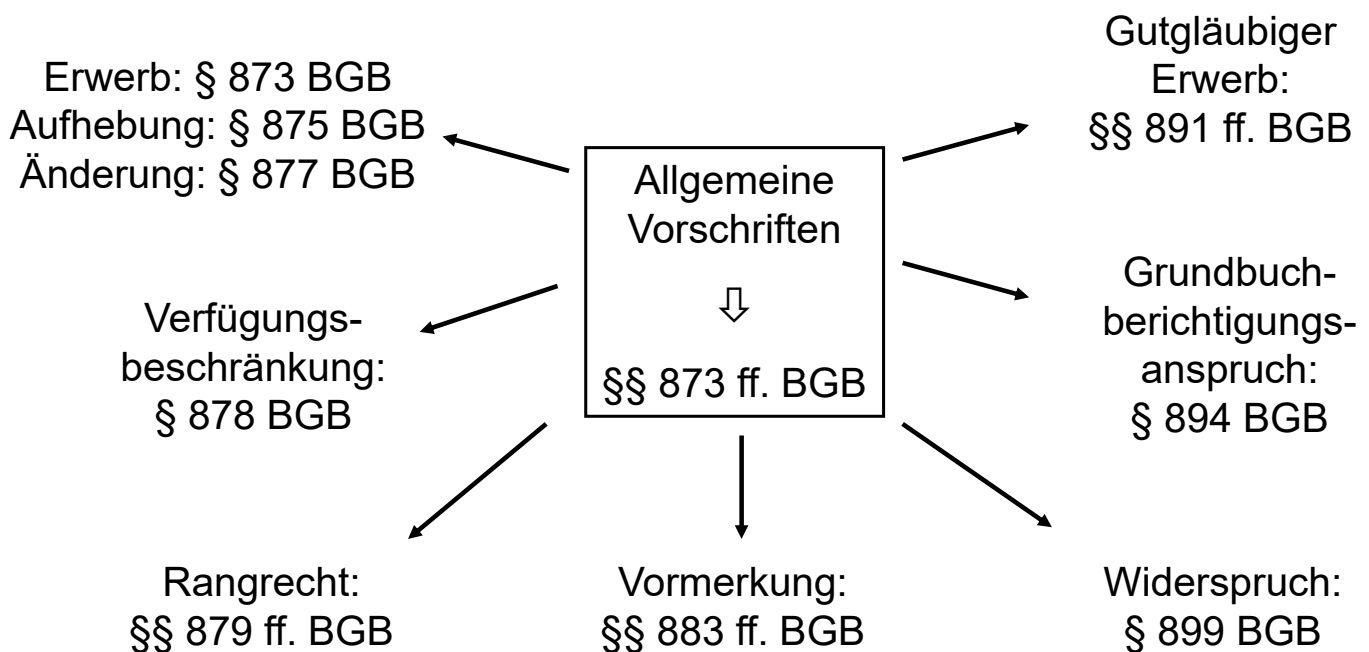 Erwerb: § 873 BGB
Aufhebung: § 875 BGB
Änderung: § 877 BGB
Gutgläubiger
Erwerb:
§§ 891 ff. BGB
Allgemeine
Vorschriften
⇩
§§ 873 ff. BGB
Verfügungs-
beschränkung:
§ 878 BGB
Grundbuch-
berichtigungs-
anspruch:
§ 894 BGB
Rangrecht:
§§ 879 ff. BGB
Vormerkung:
§§ 883 ff. BGB
Widerspruch:
§ 899 BGB